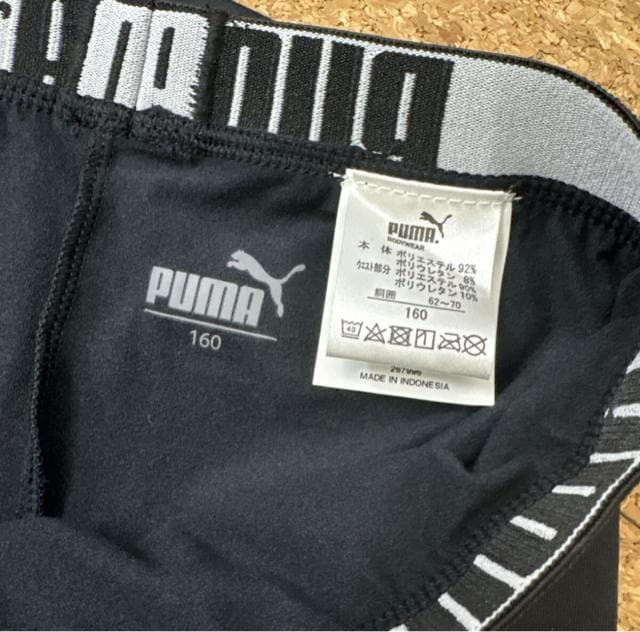 PUMA
160
PUMA
BODYWEAR
本体 ポリエステル 92%
ポリウレタン 8%
ウエスト部分 ポリエステル 90%
ポリウレタン 10%
胴囲 62~70
160
40
MADE IN INDONESIA